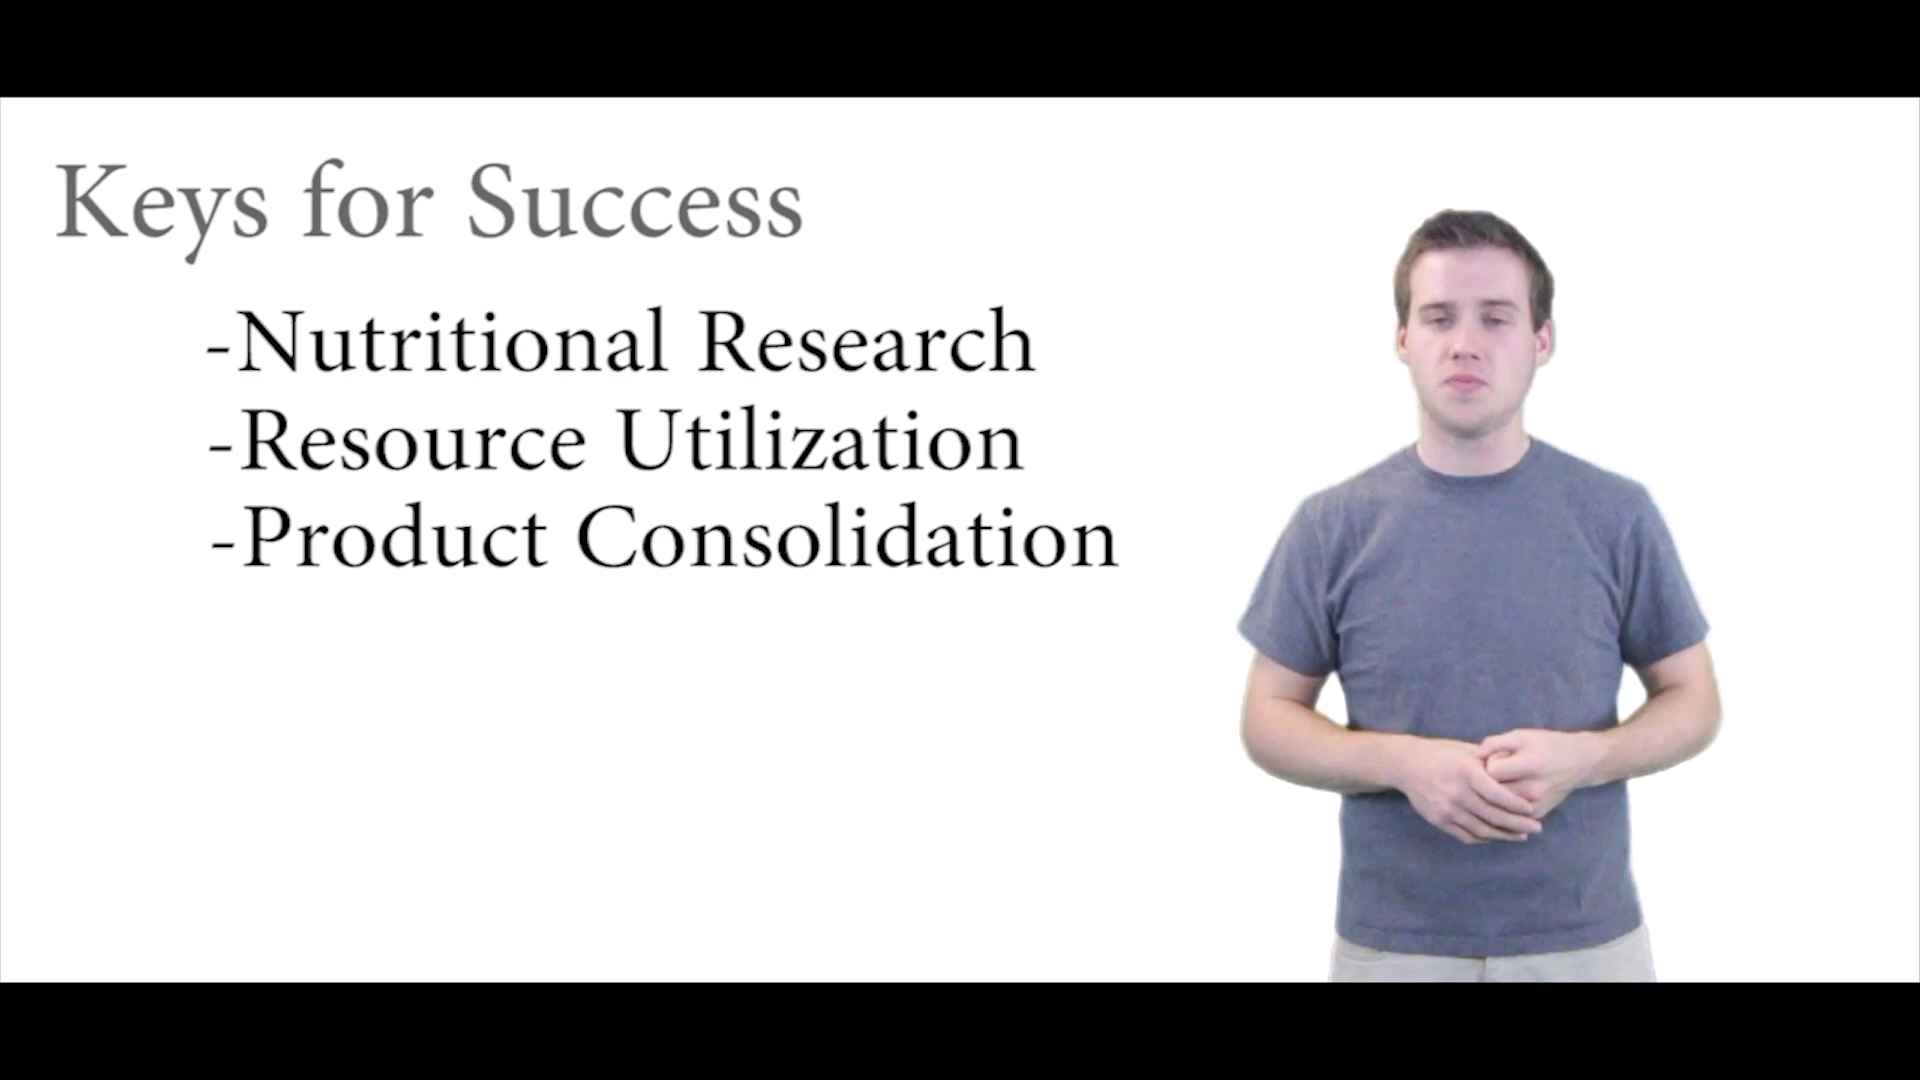 Keys for Success
-Nutritional Research
-Resource Utilization
-Product Consolidation